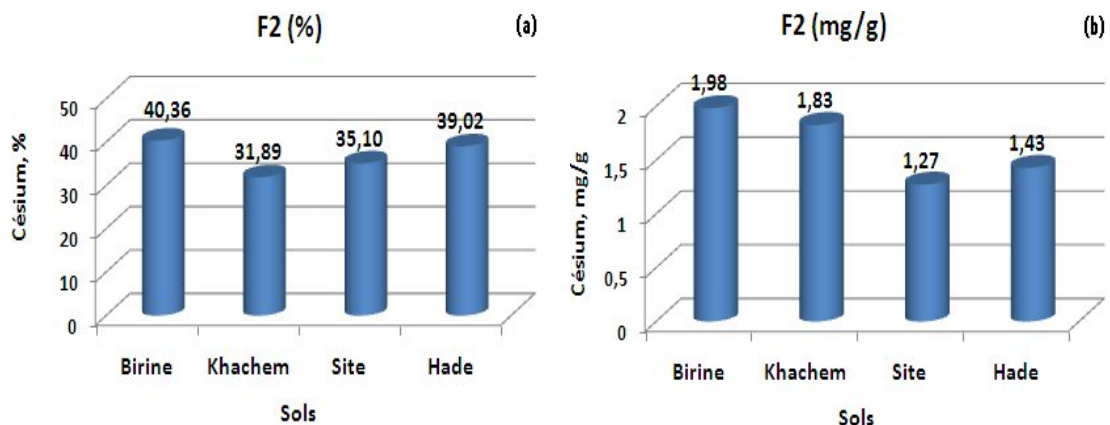 F2 (%)
(a)
Césium, %
50
40
30
20
10
0
40,36
31,89
35,10
39,02
Birine
Khachem
Site
Hade
Sols
F2 (mg/g)
(b)
Césium, mg/g
2
1,5
1
0,5
0
1,98
1,83
1,27
1,43
Birine
Khachem
Site
Hade
Sols